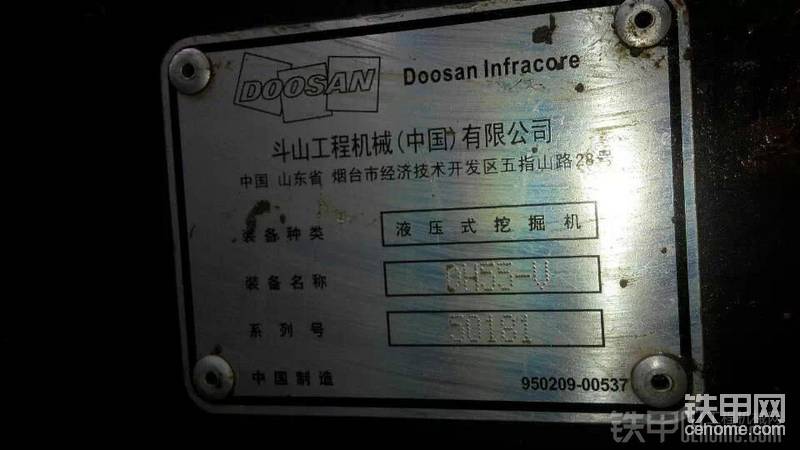 DOOSAN Doosan Infracore
斗山工程机械(中国)有限公司
中国 山东省 烟台市经济技术开发区五指山路28号
装备种类 液压式挖掘机
装备名称 DH55-V
系列号 50181
中国制造 950209-00537
铁甲网
cehome.com